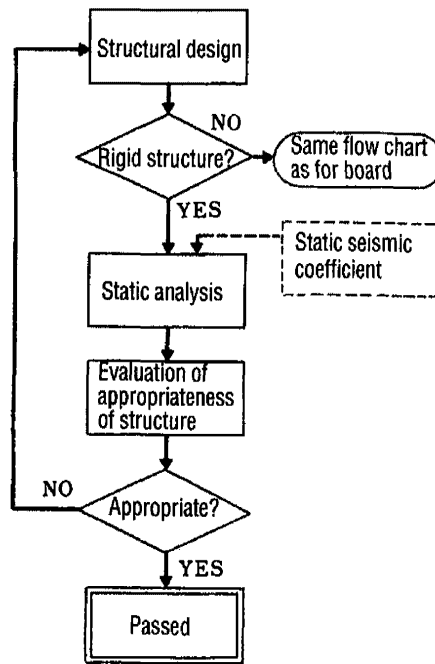 Structural design
NO
Rigid structure?
Same flow chart
as for board
YES
Static seismic
coefficient
Static analysis
Evaluation of
appropriateness
of structure
NO
Appropriate?
YES
Passed